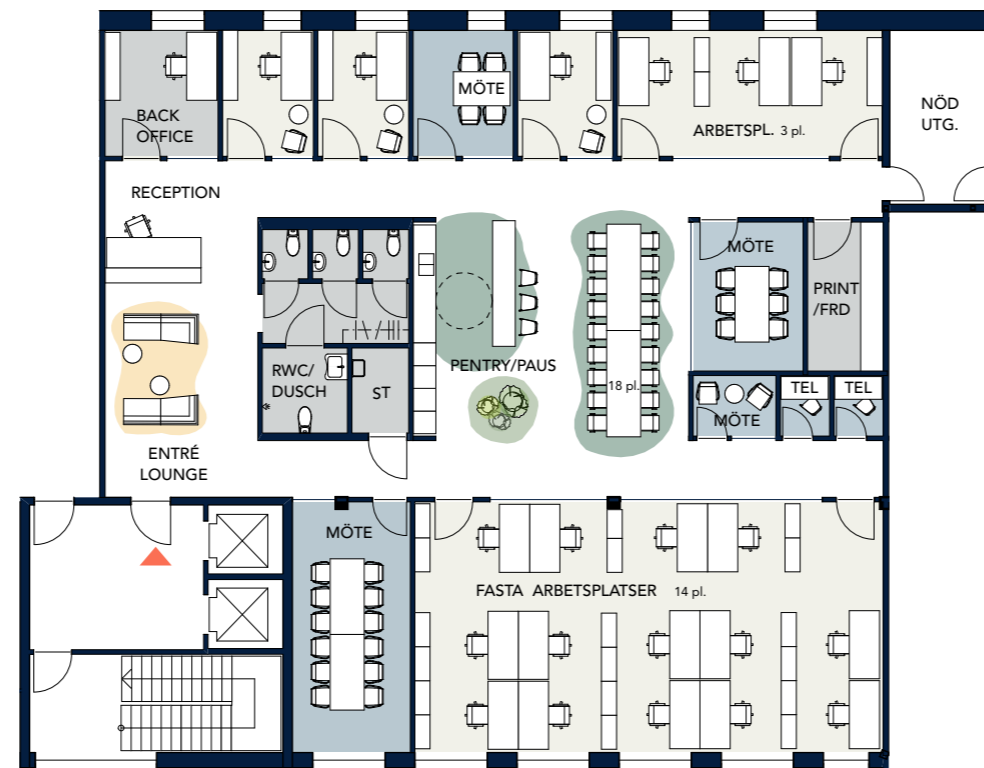 BACK
OFFICE
MÖTE
ARBETSPL. 3 pl.
NÖD
UTG.
RECEPTION
MÖTE
PRINT
/FRD
RWC/
DUSCH
ST
PENTRY/PAUS
18 pl.
TEL
TEL
MÖTE
ENTRÉ
LOUNGE
MÖTE
FASTA ARBETSPLATSER 14 pl.